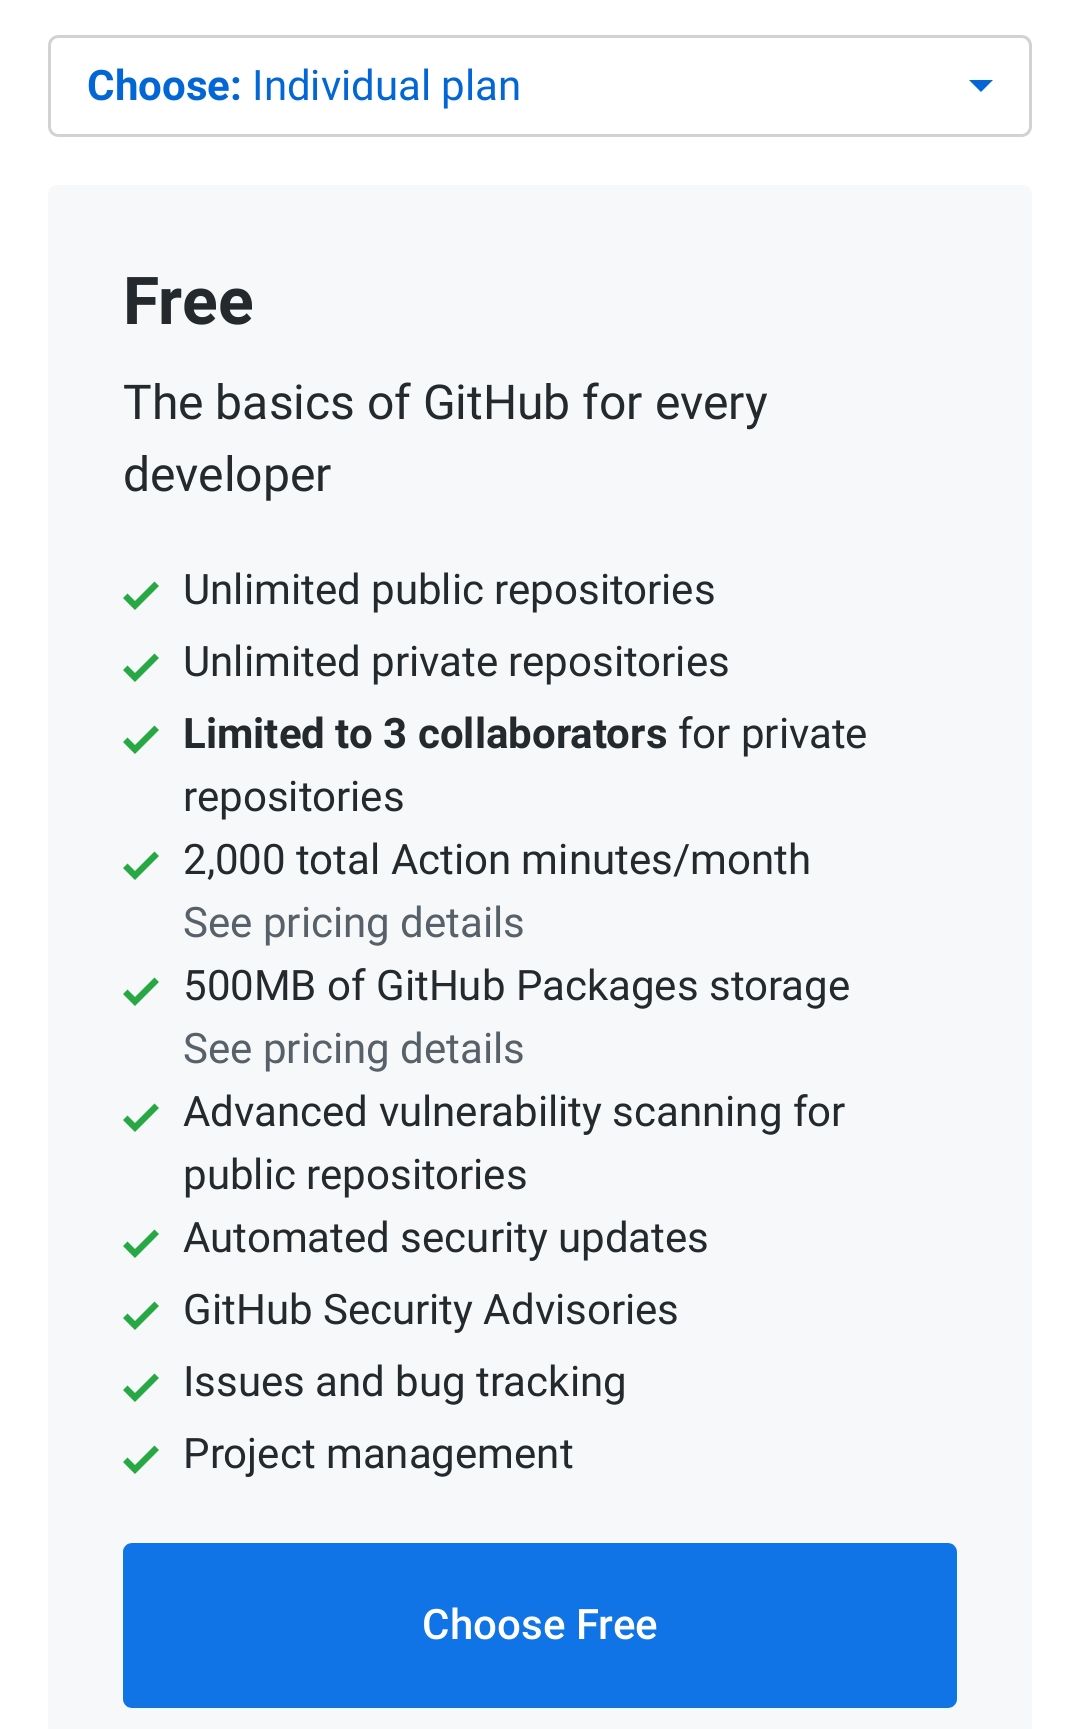 Choose: Individual plan
Free
The basics of GitHub for every
developer
Unlimited public repositories
Unlimited private repositories
Limited to 3 collaborators for private
repositories
2,000 total Action minutes/month
See pricing details
500MB of GitHub Packages storage
See pricing details
Advanced vulnerability scanning for
public repositories
Automated security updates
GitHub Security Advisories
Issues and bug tracking
Project management
Choose Free